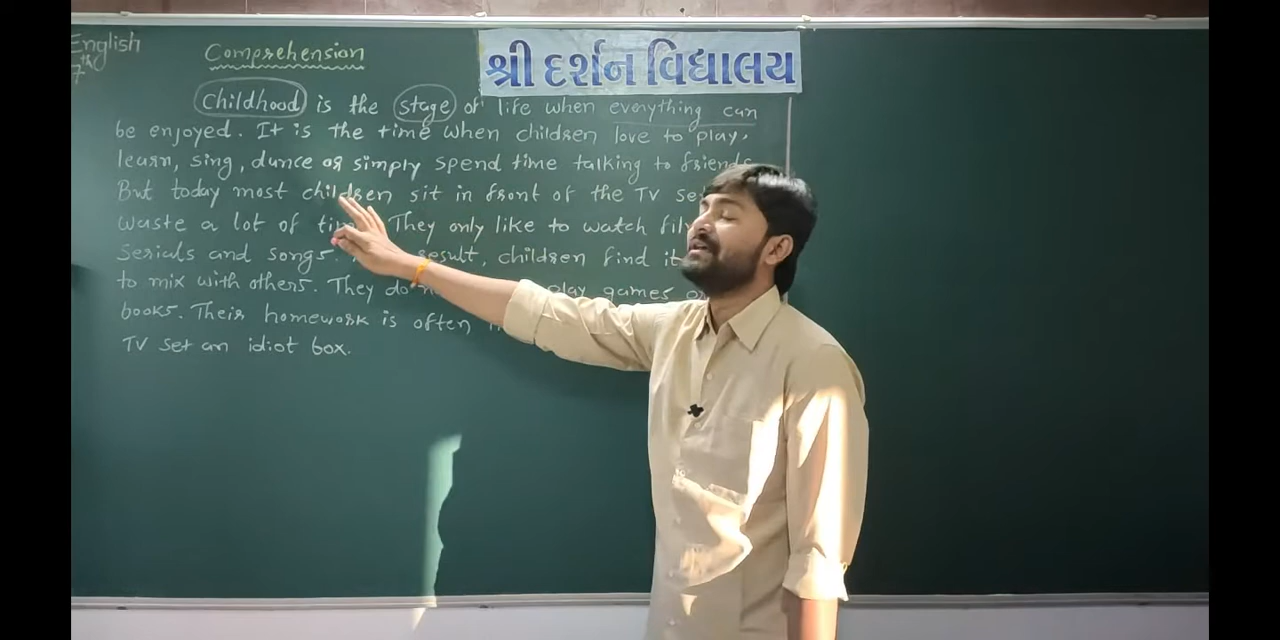 English
7th
Comprehension
શ્રી દર્શન વિદ્યાલય
Childhood is the stage of life when everything can
be enjoyed. It is the time when children love to play,
learn, sing, dunce or simply spend time talking to friends
But today most children sit in front of the TV
waste a lot of They only like to watch
Serials and songs. result, children find it
to mix with others. They do play games
books. Their homework is often
TV set an idiot box.